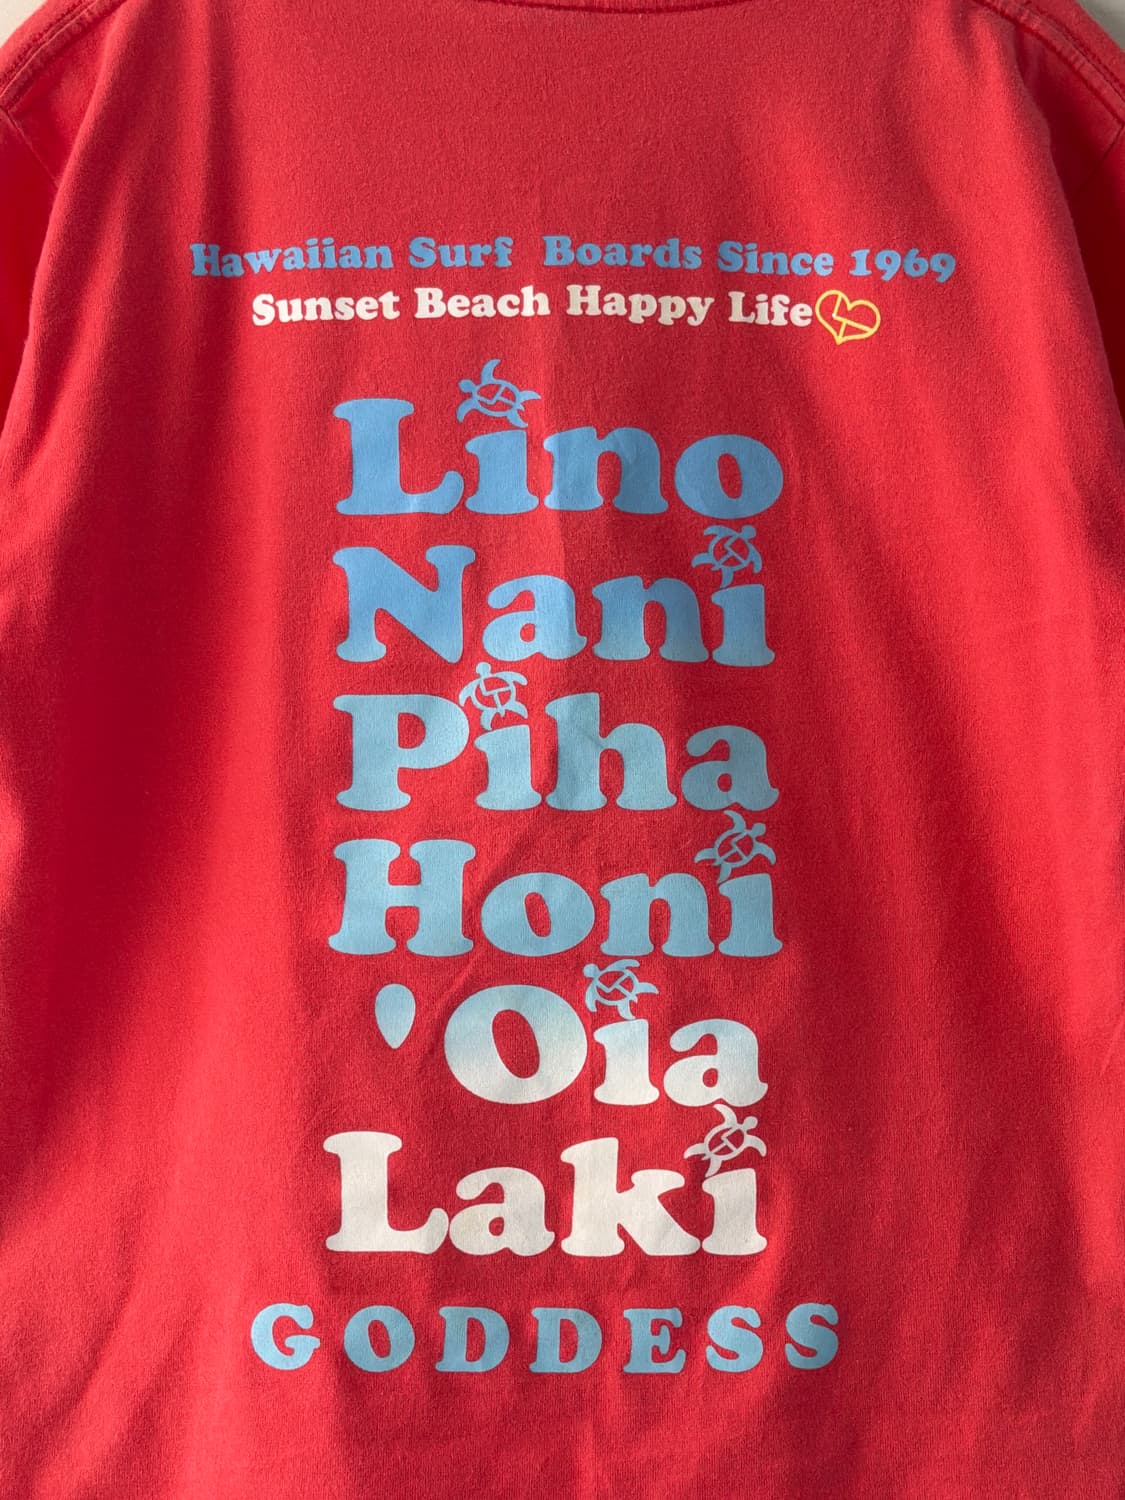 Hawaiian Surf Boards Since 1969
Sunset Beach Happy Life
Lino
Nani
Piha
Honi
'Oia
Laki
GODDESS